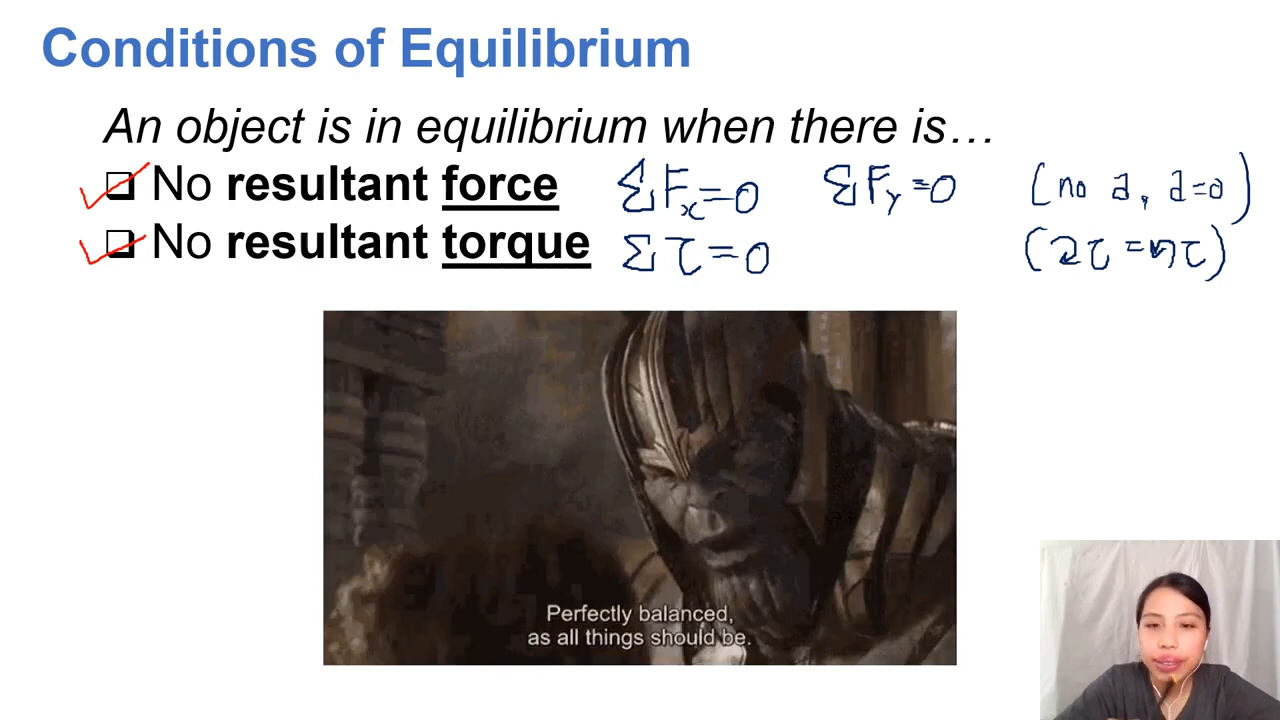 Conditions of Equilibrium
An object is in equilibrium when there is…
No resultant force ΣFx=0 ΣFy=0 (no a, a=0)
No resultant torque Στ=0
Perfectly balanced,
as all things should be.